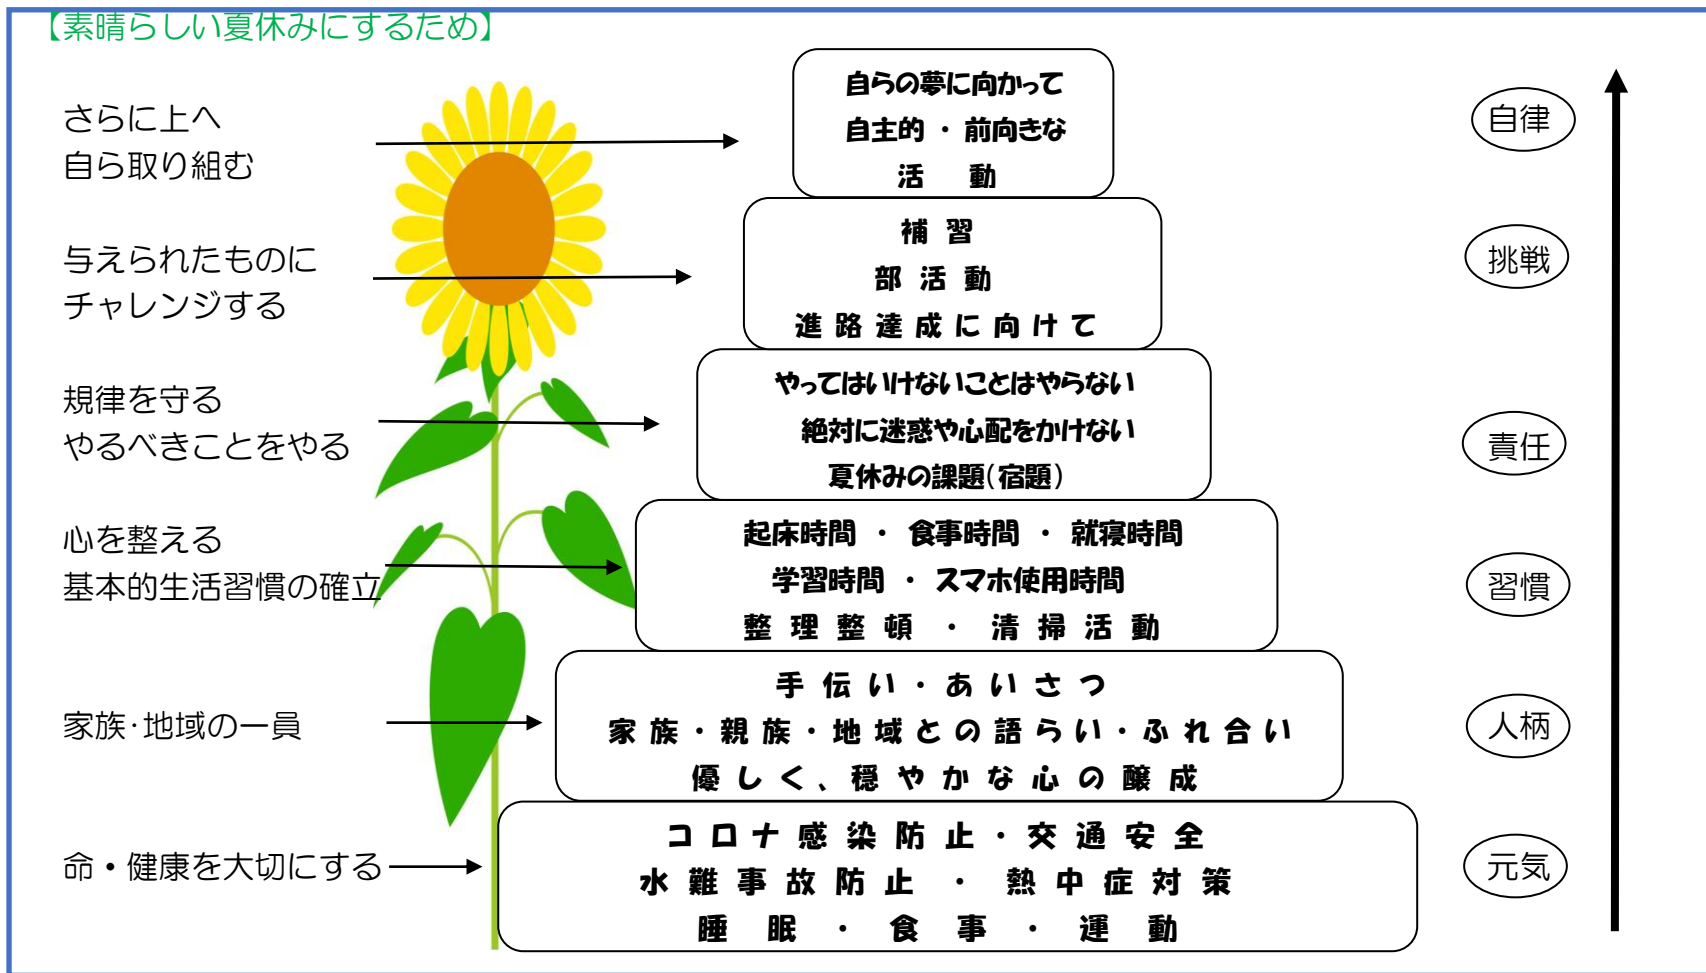 【素晴らしい夏休みにするため】
さらに上へ
自ら取り組む
自らの夢に向かって
自主的・前向きな
活動
自律
与えられたものに
チャレンジする
補習
部活動
進路達成に向けて
挑戦
規律を守る
やるべきことをやる
やってはいけないことはやらない
絶対に迷惑や心配をかけない
夏休みの課題(宿題)
責任
心を整える
基本的生活習慣の確立
起床時間・食事時間・就寝時間
学習時間・スマホ使用時間
整理整頓・清掃活動
習慣
家族・地域の一員
手伝い・あいさつ
家族・親族・地域との語らい・ふれ合い
優しく、穏やかな心の醸成
人柄
命・健康を大切にする
コロナ感染防止・交通安全
水難事故防止・熱中症対策
睡眠・食事・運動
元気